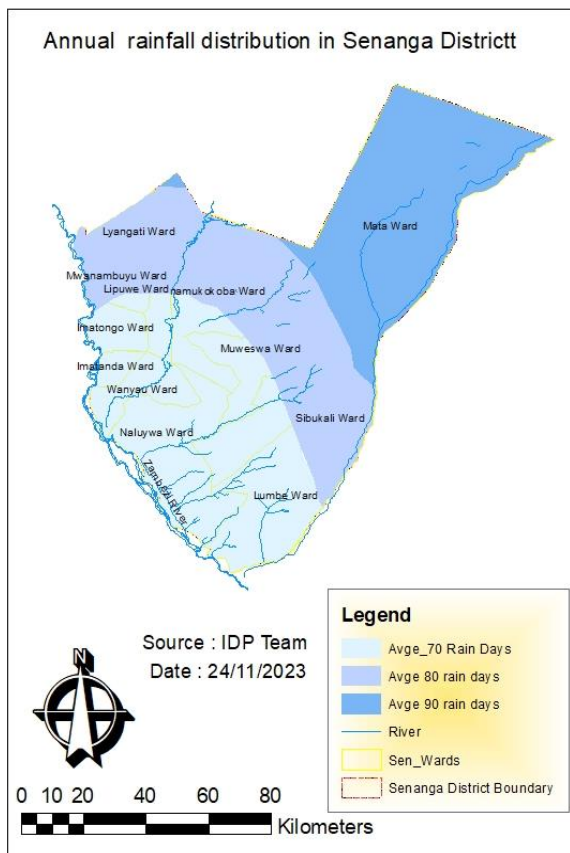 Annual rainfall distribution in Senanga Districtt
Mata Ward
Lyangati Ward
Mwanambuyu Ward
Lipuwe Ward
namukokoba Ward
Imatongo Ward
Muweswa Ward
Imatanda Ward
Wanyau Ward
Sibukali Ward
Naluywa Ward
Zambezi River
Lumbe Ward
Source : IDP Team
Date : 24/11/2023
N
0 10 20 40 60 80
Kilometers
Legend
Avge_70 Rain Days
Avge 80 rain days
Avge 90 rain days
River
Sen_Wards
Senanga District Boundary